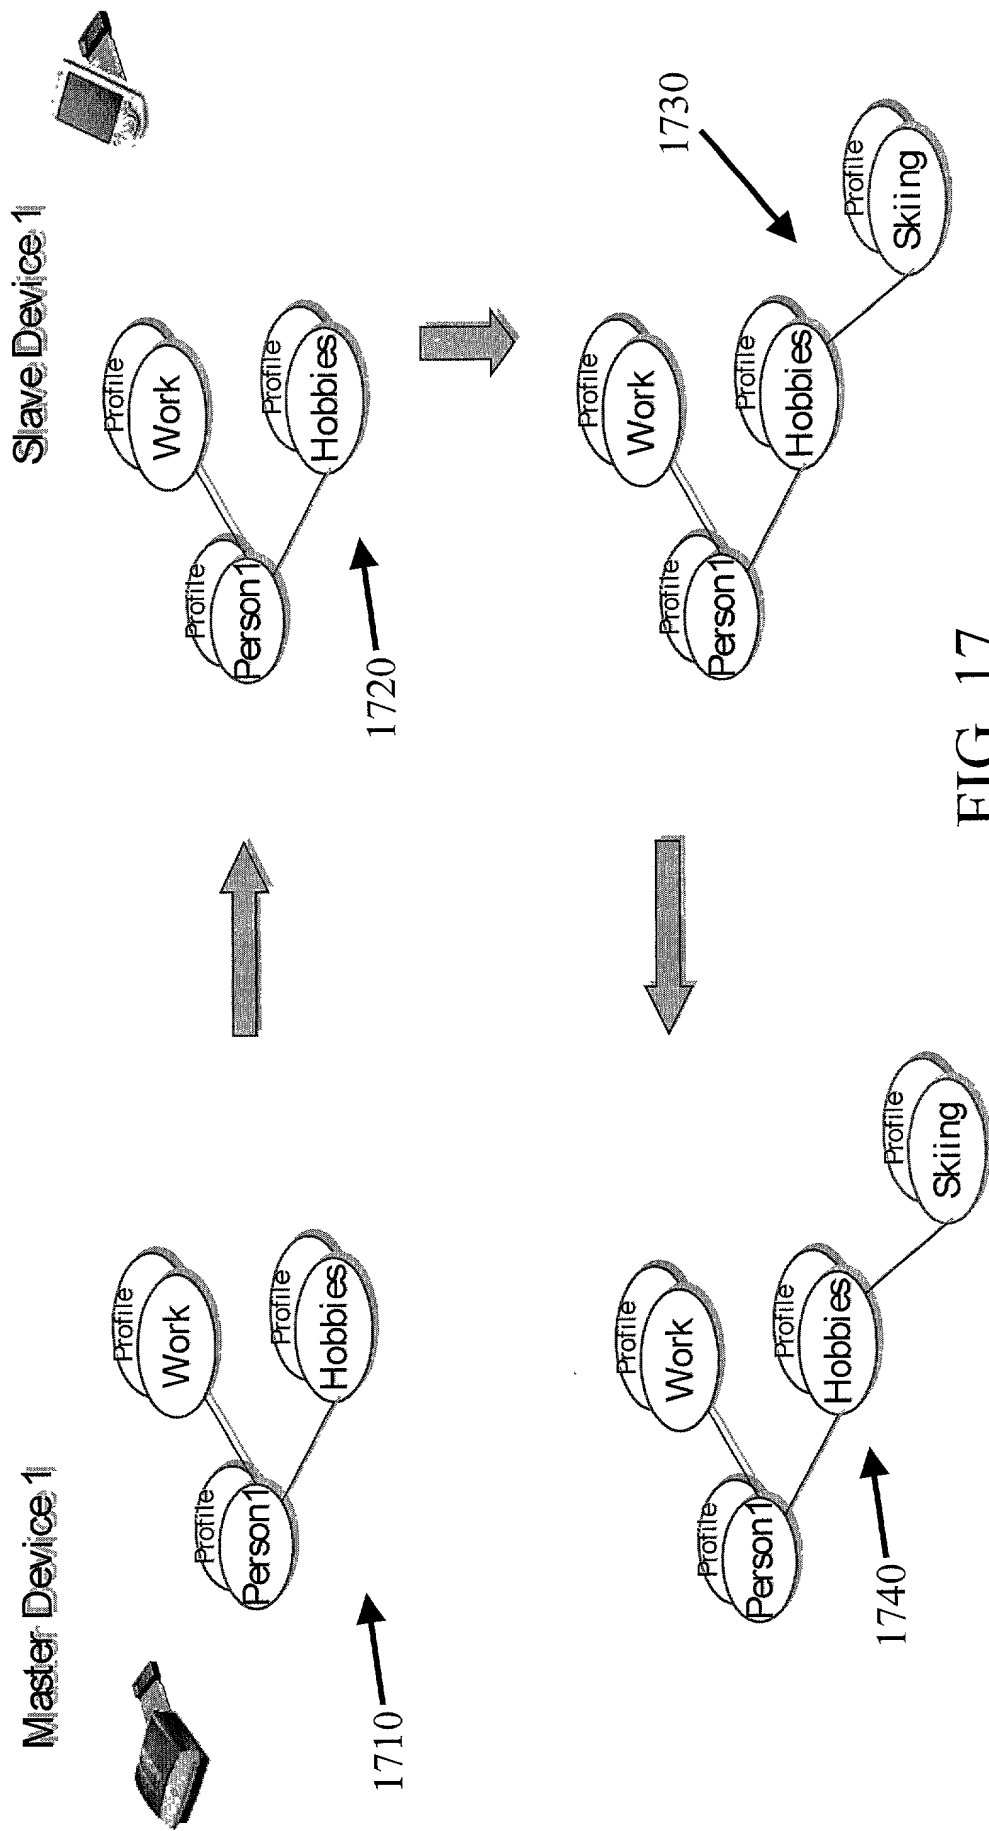 Master Device 1
Slave Device 1
Profile
Work
Profile
Person1
Profile
Hobbies
1710
Profile
Work
Profile
Person1
Profile
Hobbies
1720
Profile
Work
Profile
Person1
Profile
Hobbies
Profile
Skiing
1740
Profile
Work
Profile
Person1
Profile
Hobbies
Profile
Skiing
1730
FIG. 17